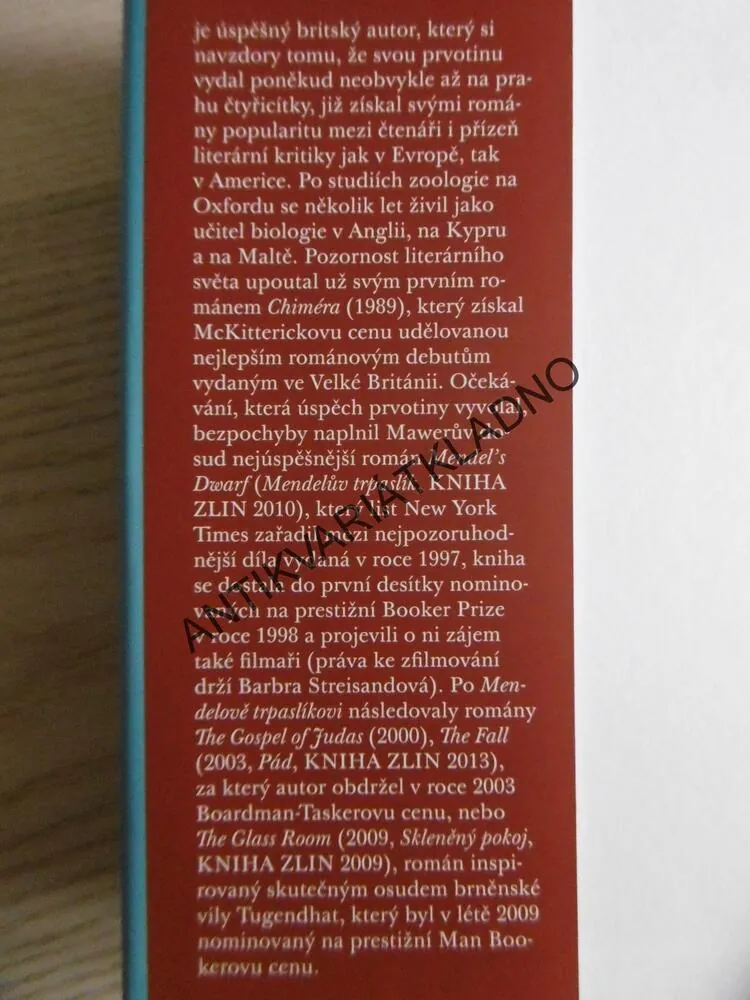 je úspěšný britský autor, který si
navzdory tomu, že svou prvotinu
vydal poněkud neobvykle až na pra-
hu čtyřicítky, již získal svými romá-
ny popularitu mezi čtenáři i přízeň
literární kritiky jak v Evropě, tak
v Americe. Po studiích zoologie na
Oxfordu se několik let živil jako
učitel biologie v Anglii, na Kypru
a na Maltě. Pozornost literárního
světa upoutal už svým prvním ro-
mánem Chiméra (1989), který získal
McKitterickovu cenu udělovanou
nejlepším románovým debutům
vydaným ve Velké Británii. Očeká-
vání, která úspěch prvotiny vyvolal,
bezpochyby naplnil Mawerův do-
sud nejúspěšnější román Mendel's
Dwarf (Mendelův trpaslík, KNIHA
ZLIN 2010), který list New York
Times zařadil mezi nejpozoruhod-
nější díla vydaná v roce 1997, kniha
se dostala do první desítky nomino-
vaných na prestižní Booker Prize
v roce 1998 a projevili o ni zájem
také filmaři (práva ke zfilmování
drží Barbra Streisandová). Po Men-
delově trpaslíkovi následovaly romány
The Gospel of Judas (2000), The Fall
(2003, Pád, KNIHA ZLIN 2013),
za který autor obdržel v roce 2003
Boardman-Taskerovu cenu, nebo
The Glass Room (2009, Skleněný pokoj,
KNIHA ZLIN 2009), román inspi-
rovaný skutečným osudem brněnské
vily Tugendhat, který byl v létě 2009
nominovaný na prestižní Man Boo-
kerovu cenu.
ANTIKVARIATKLADNO